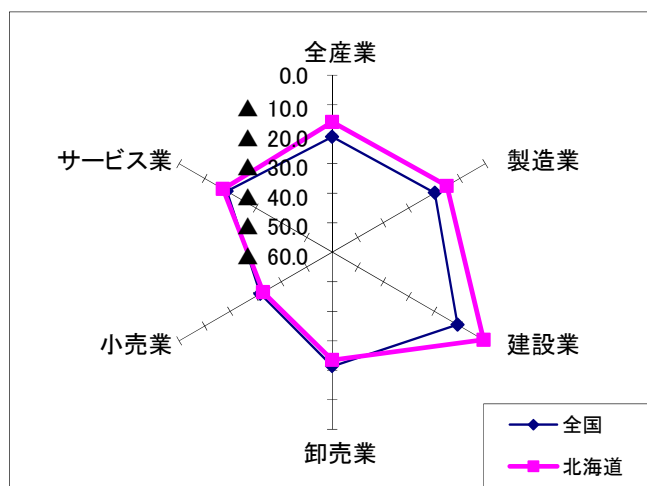 全産業
0.0
▲ 10.0
▲ 20.0
▲ 30.0
▲ 40.0
▲ 50.0
▲ 60.0
製造業
建設業
卸売業
小売業
サービス業
全国
北海道